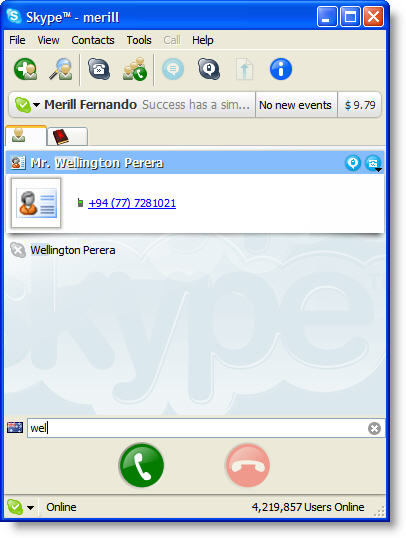 Skype™ - merill
File View Contacts Tools Call Help
Merill Fernando Success has a sim... No new events $ 9.79
Mr. Wellington Perera
+94 (77) 7281021
Wellington Perera
skype™
wel
Online 4,219,857 Users Online